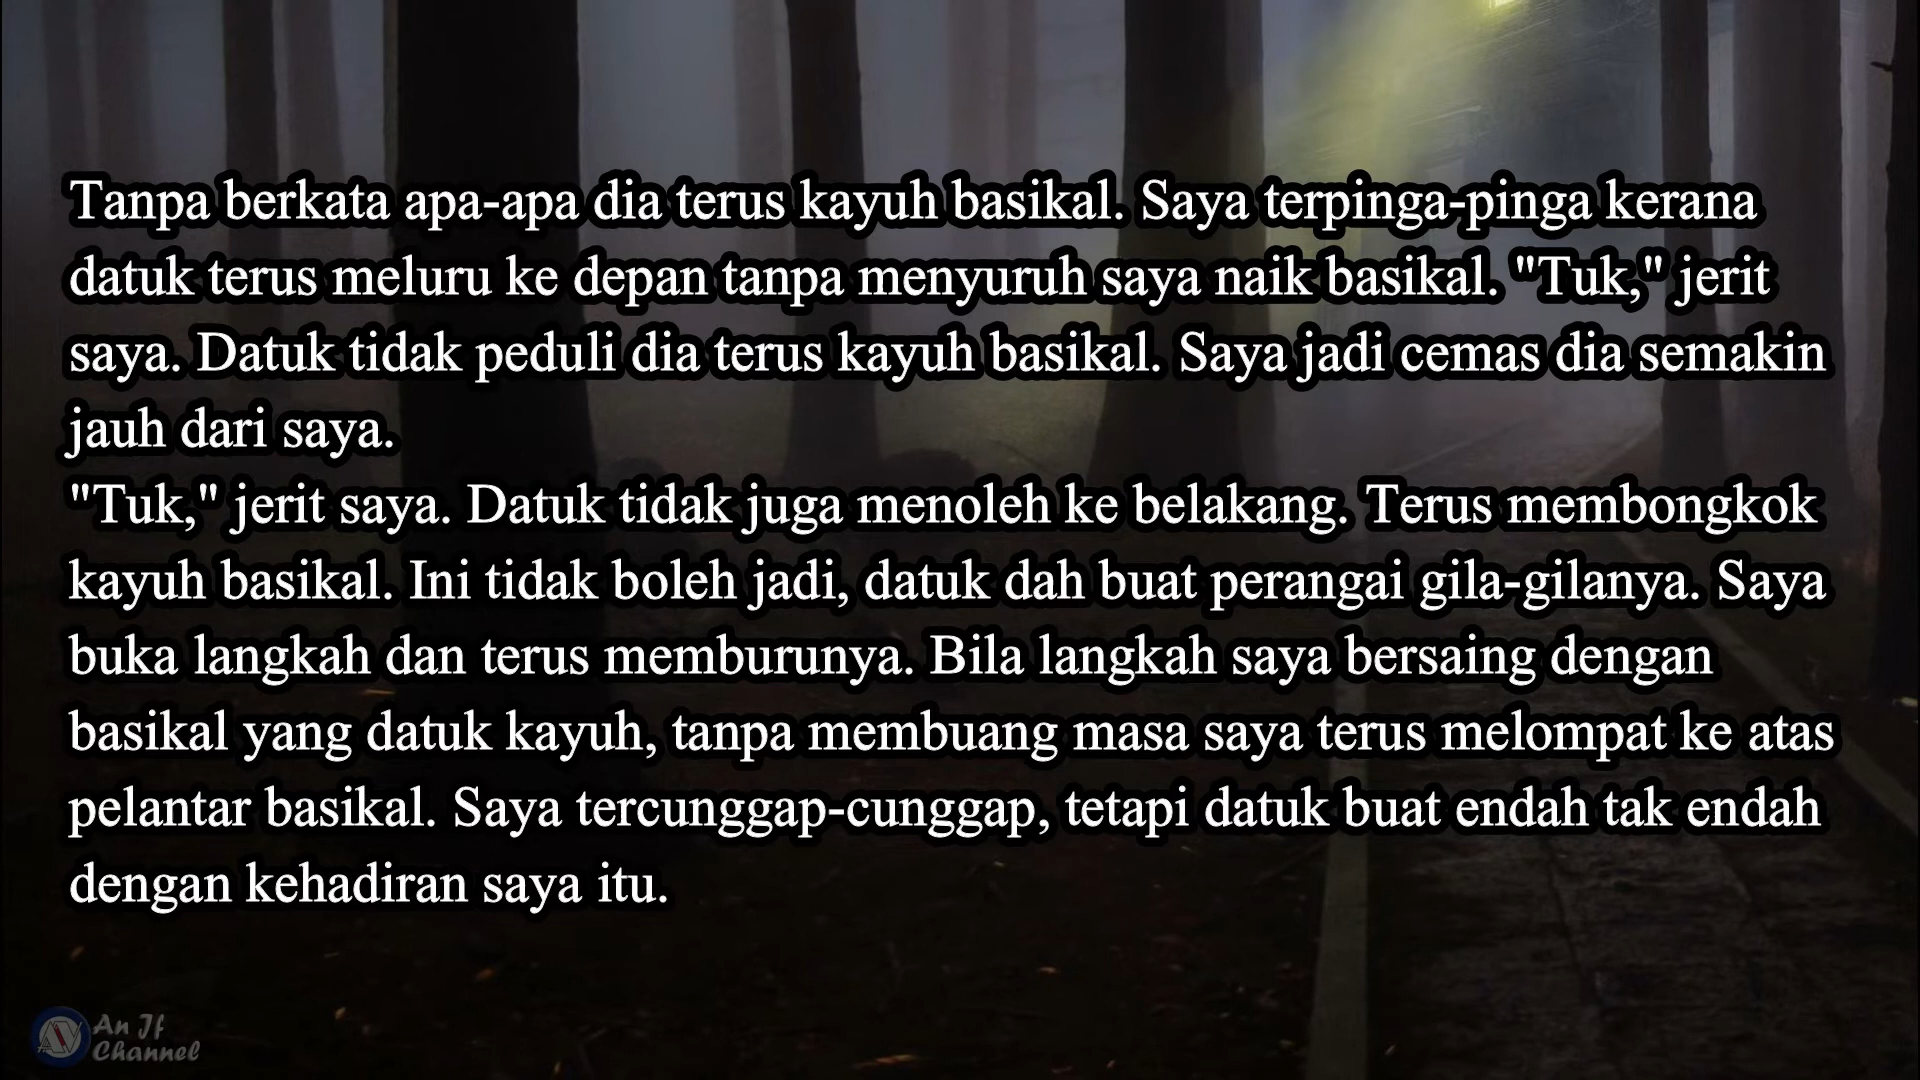 Tanpa berkata apa-apa dia terus kayuh basikal. Saya terpinga-pinga kerana
datuk terus meluru ke depan tanpa menyuruh saya naik basikal. "Tuk," jerit
saya. Datuk tidak peduli dia terus kayuh basikal. Saya jadi cemas dia semakin
jauh dari saya.
"Tuk," jerit saya. Datuk tidak juga menoleh ke belakang. Terus membongkok
kayuh basikal. Ini tidak boleh jadi, datuk dah buat perangai gila-gilanya. Saya
buka langkah dan terus memburunya. Bila langkah saya bersaing dengan
basikal yang datuk kayuh, tanpa membuang masa saya terus melompat ke atas
pelantar basikal. Saya tercunggap-cunggap, tetapi datuk buat endah tak endah
dengan kehadiran saya itu.
An If
Channel